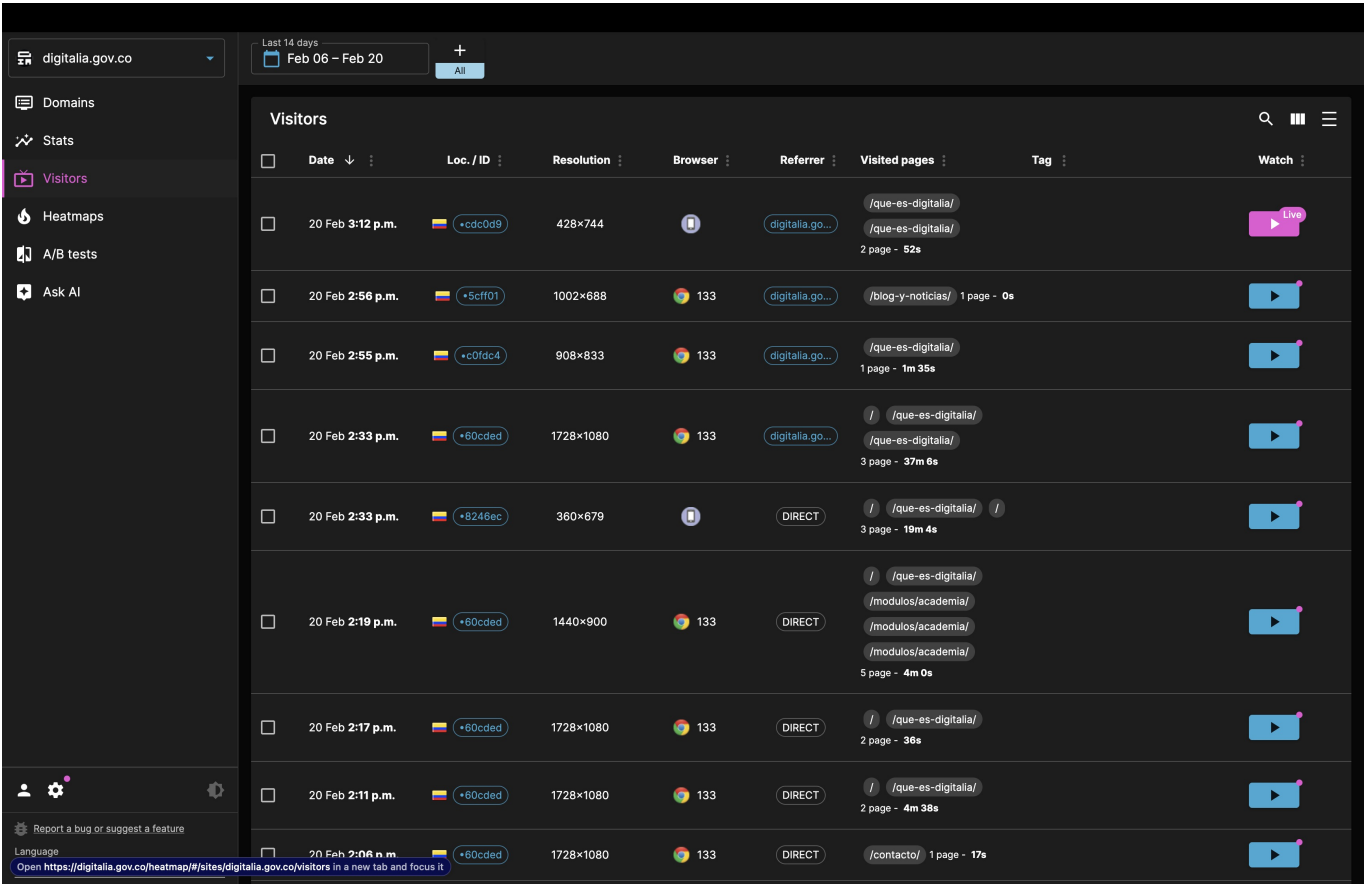 digitalia.gov.co
Last 14 days
Feb 06 – Feb 20
+
All
Domains
Stats
Visitors
Heatmaps
A/B tests
Ask AI
Visitors
Date Loc. / ID Resolution Browser Referrer Visited pages Tag Watch
/que-es-digitalia/
20 Feb 3:12 p.m. •cdc0d9 428×744 digitalia.go... /que-es-digitalia/ Live
2 page - 52s
20 Feb 2:56 p.m. •5cff01 1002×688 133 digitalia.go... /blog-y-noticias/ 1 page - 0s
/que-es-digitalia/
20 Feb 2:55 p.m. •c0fdc4 908×833 133 digitalia.go...
1 page - 1m 35s
/ /que-es-digitalia/
20 Feb 2:33 p.m. •60cded 1728×1080 133 digitalia.go... /que-es-digitalia/
3 page - 37m 6s
/ /que-es-digitalia/ /
20 Feb 2:33 p.m. •8246ec 360×679 DIRECT
3 page - 19m 4s
/ /que-es-digitalia/
/modulos/academia/
20 Feb 2:19 p.m. •60cded 1440×900 133 DIRECT /modulos/academia/
/modulos/academia/
5 page - 4m 0s
/ /que-es-digitalia/
20 Feb 2:17 p.m. •60cded 1728×1080 133 DIRECT
2 page - 36s
/ /que-es-digitalia/
20 Feb 2:11 p.m. •60cded 1728×1080 133 DIRECT
2 page - 4m 38s
20 Feb 2:06 p.m. •60cded 1728×1080 133 DIRECT /contacto/ 1 page - 17s
Report a bug or suggest a feature
Language
Open https://digitalia.gov.co/heatmap/#/sites/digitalia.gov.co/visitors in a new tab and focus it